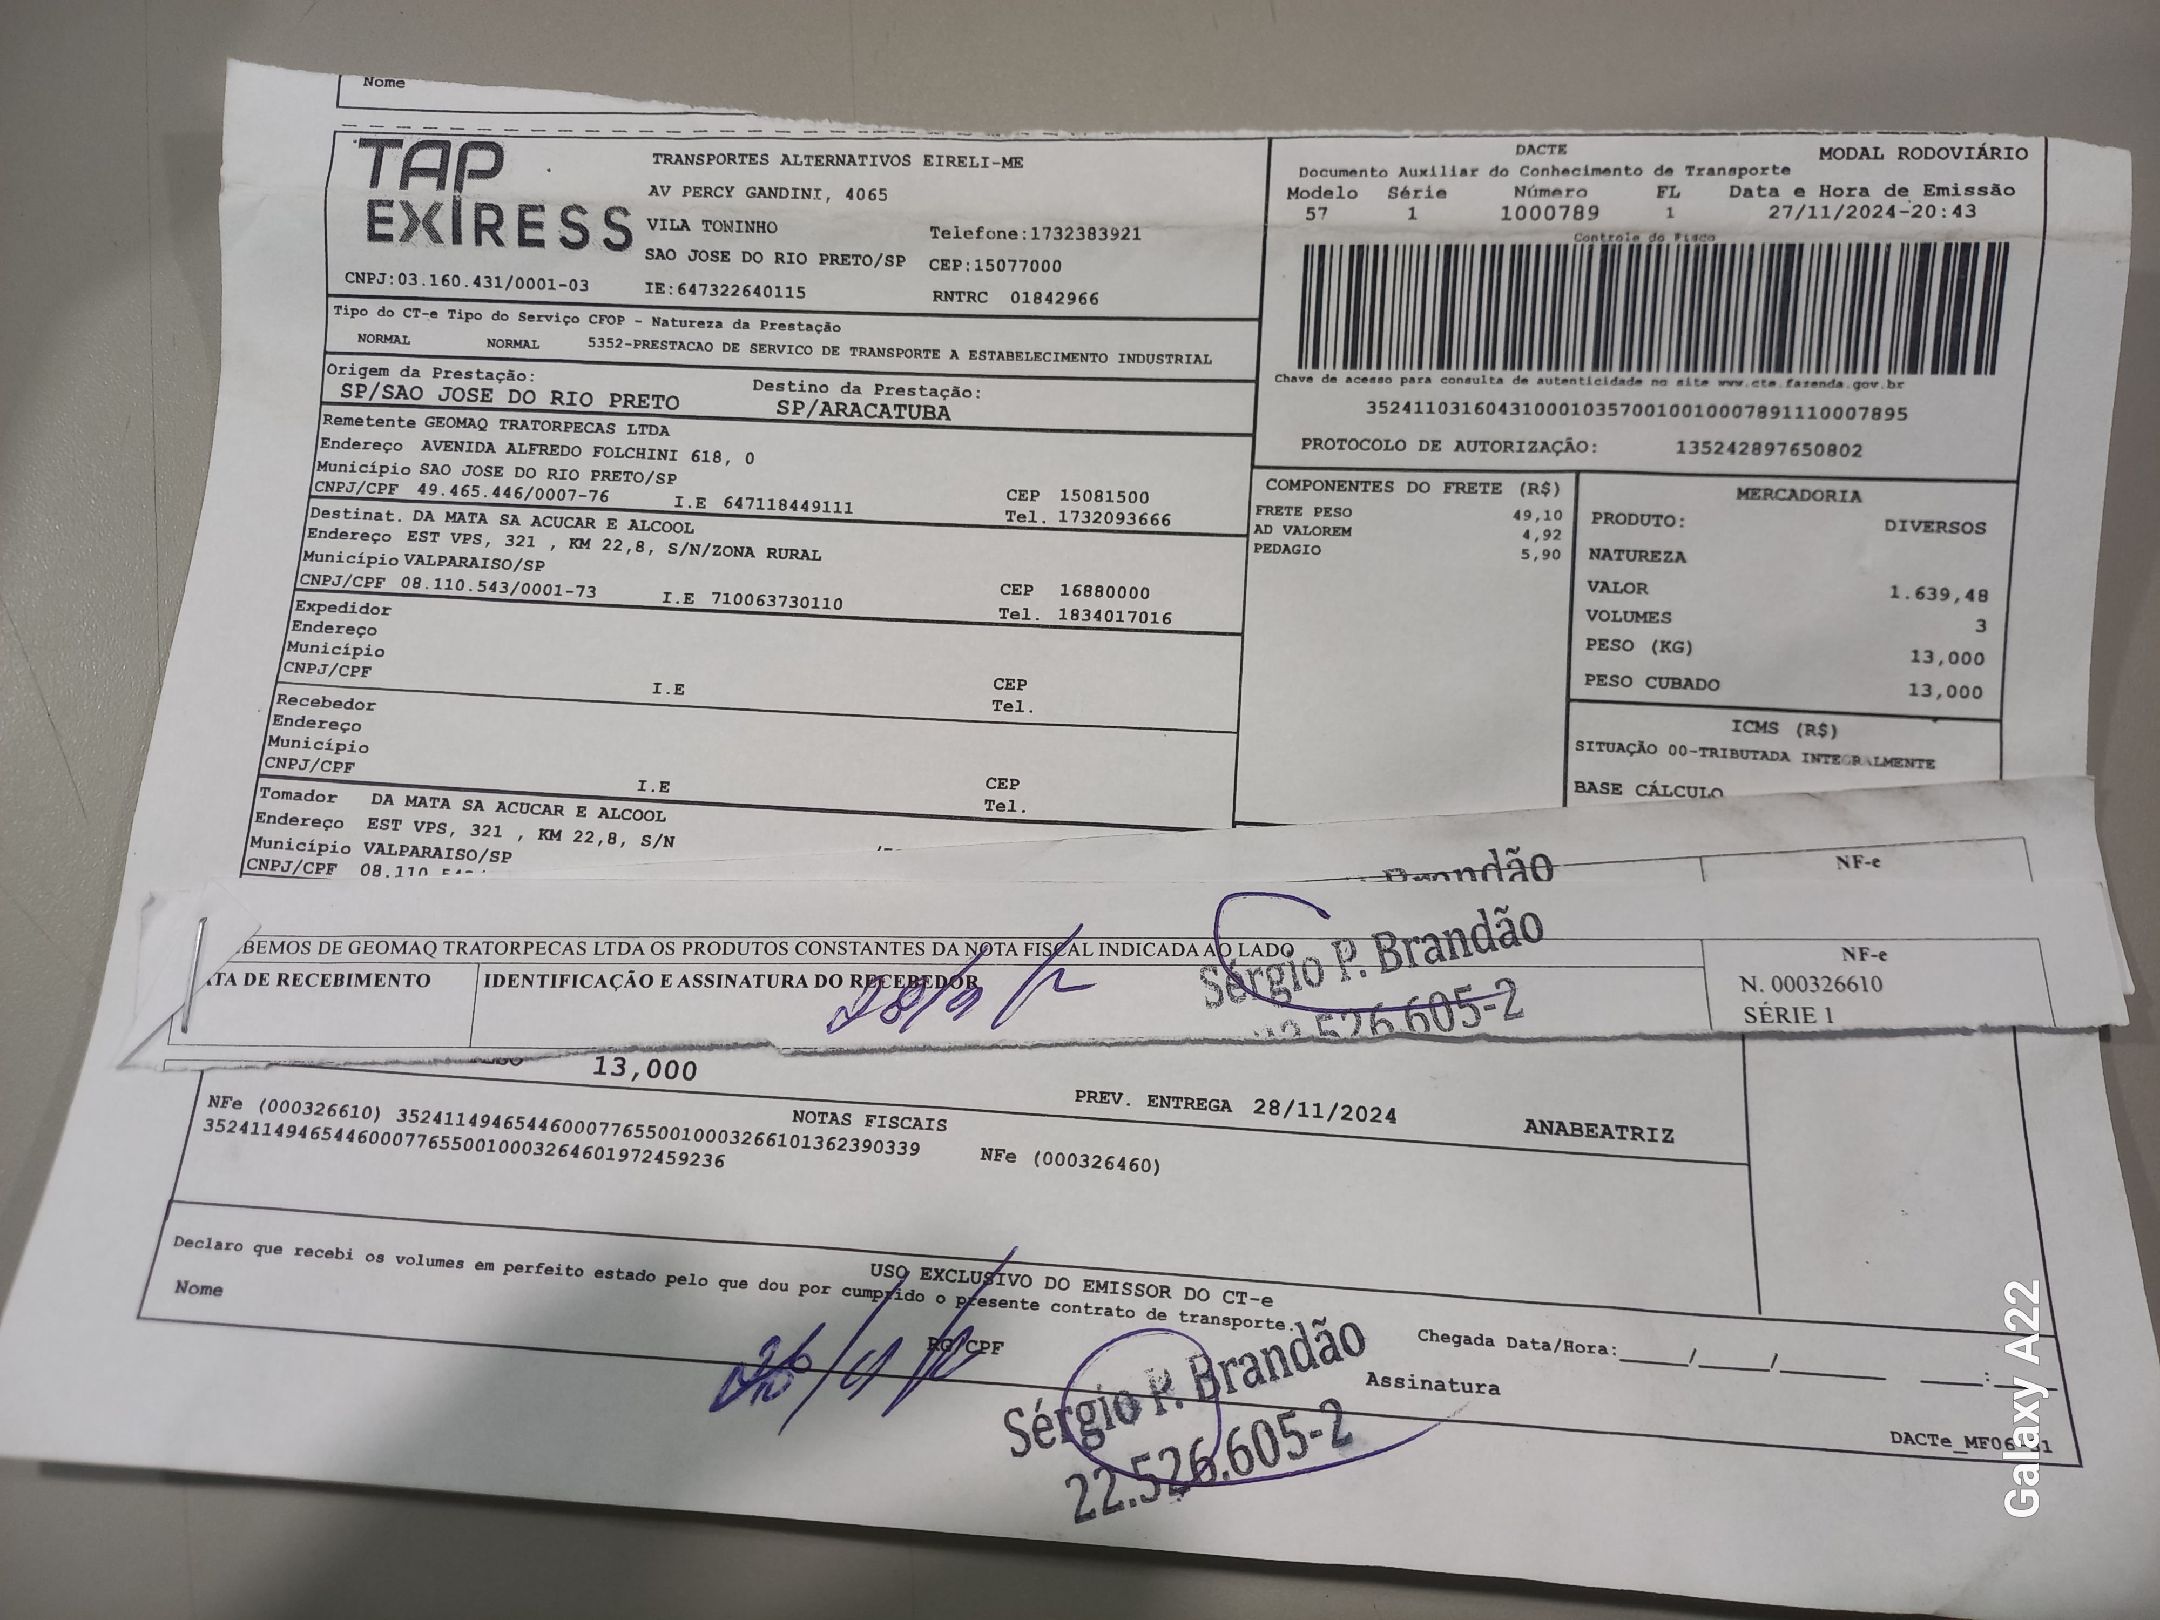 Nome
TAP
EXIRESS
TRANSPORTES ALTERNATIVOS EIRELI-ME
AV PERCY GANDINI, 4065
VILA TONINHO
Telefone:1732383921
SAO JOSE DO RIO PRETO/SP CEP:15077000
CNPJ:03.160.431/0001-03 IE:647322640115 RNTRC 01842966
DACTE MODAL RODOVIÁRIO
Documento Auxiliar do Conhecimento de Transporte
Modelo Série Número FL Data e Hora de Emissão
57 1 1000789 1 27/11/2024-20:43
Controle do Fisco
Chave de acesso para consulta de autenticidade no site www.cte.fazenda.gov.br
35241103160431000103570010010007891110007895
PROTOCOLO DE AUTORIZAÇÃO: 135242897650802
Tipo do CT-e Tipo do Serviço CFOP - Natureza da Prestação
NORMAL NORMAL 5352-PRESTACAO DE SERVICO DE TRANSPORTE A ESTABELECIMENTO INDUSTRIAL
Origem da Prestação: Destino da Prestação:
SP/SAO JOSE DO RIO PRETO SP/ARACATUBA
Remetente GEOMAQ TRATORPECAS LTDA
Endereço AVENIDA ALFREDO FOLCHINI 618, 0
Município SAO JOSE DO RIO PRETO/SP CEP 15081500
CNPJ/CPF 49.465.446/0007-76 I.E 647118449111 Tel. 1732093666
Destinat. DA MATA SA ACUCAR E ALCOOL
Endereço EST VPS, 321 , KM 22,8, S/N/ZONA RURAL
Município VALPARAISO/SP CEP 16880000
CNPJ/CPF 08.110.543/0001-73 I.E 710063730110 Tel. 1834017016
Expedidor
Endereço
Município CEP
CNPJ/CPF I.E Tel.
Recebedor
Endereço
Município CEP
CNPJ/CPF I.E Tel.
Tomador DA MATA SA ACUCAR E ALCOOL
Endereço EST VPS, 321 , KM 22,8, S/N
Município VALPARAISO/SP
CNPJ/CPF 08.110
COMPONENTES DO FRETE (R$)
FRETE PESO 49,10
AD VALOREM 4,92
PEDAGIO 5,90
MERCADORIA
PRODUTO: DIVERSOS
NATUREZA
VALOR 1.639,48
VOLUMES 3
PESO (KG) 13,000
PESO CUBADO 13,000
ICMS (R$)
SITUAÇÃO 00-TRIBUTADA INTEGRALMENTE
BASE CÁLCULO
Brandão
NF-e
BEMOS DE GEOMAQ TRATORPECAS LTDA OS PRODUTOS CONSTANTES DA NOTA FISCAL INDICADA AO LADO
TA DE RECEBIMENTO IDENTIFICAÇÃO E ASSINATURA DO RECEBEDOR
Sérgio P. Brandão
22.526.605-2
NF-e
N. 000326610
SÉRIE 1
13,000
PREV. ENTREGA 28/11/2024 ANABEATRIZ
NOTAS FISCAIS
NFe (000326610) 35241149465446000776550010003266101362390339 NFe (000326460)
35241149465446000776550010003264601972459236
USO EXCLUSIVO DO EMISSOR DO CT-e
Declaro que recebi os volumes em perfeito estado pelo que dou por cumprido o presente contrato de transporte.
Nome RG/CPF Assinatura Chegada Data/Hora:____/____/______ ____:____
Sérgio P. Brandão
22.526.605-2
DACTe_MF06
Galaxy A22